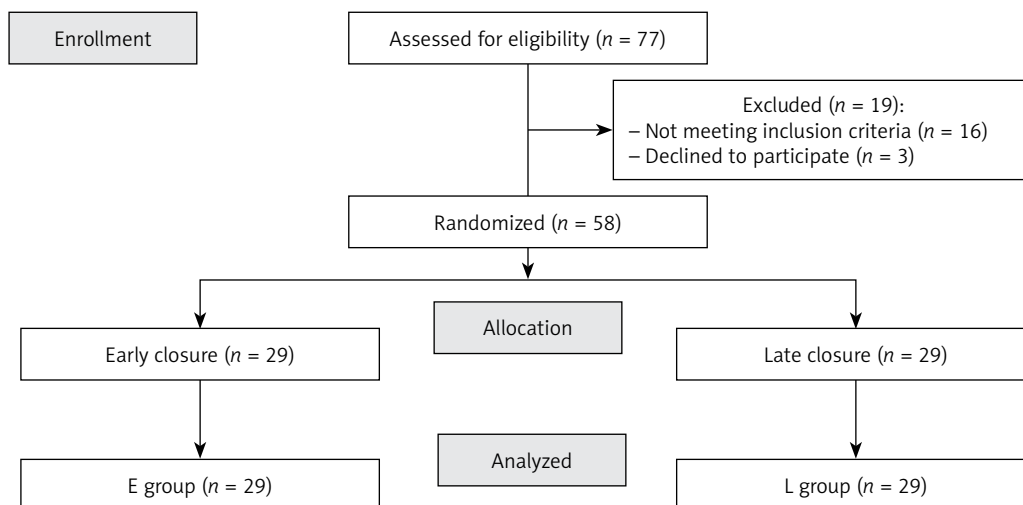 Enrollment
Assessed for eligibility (n = 77)
Excluded (n = 19):
– Not meeting inclusion criteria (n = 16)
– Declined to participate (n = 3)
Randomized (n = 58)
Allocation
Early closure (n = 29)
Late closure (n = 29)
Analyzed
E group (n = 29)
L group (n = 29)